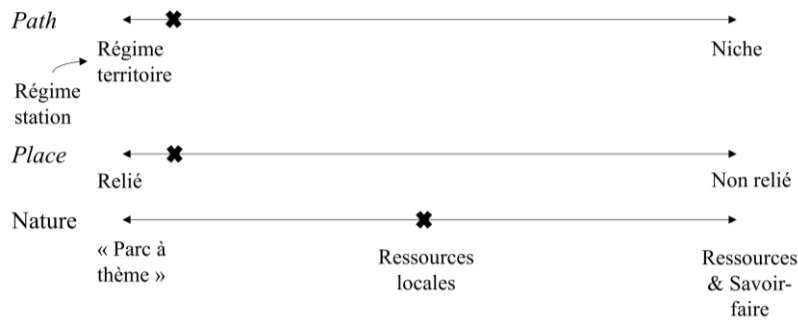 Path
Régime
territoire
Niche
Régime
station
Place
Relié
Non relié
Nature
« Parc à
thème »
Ressources
locales
Ressources
& Savoir-
faire